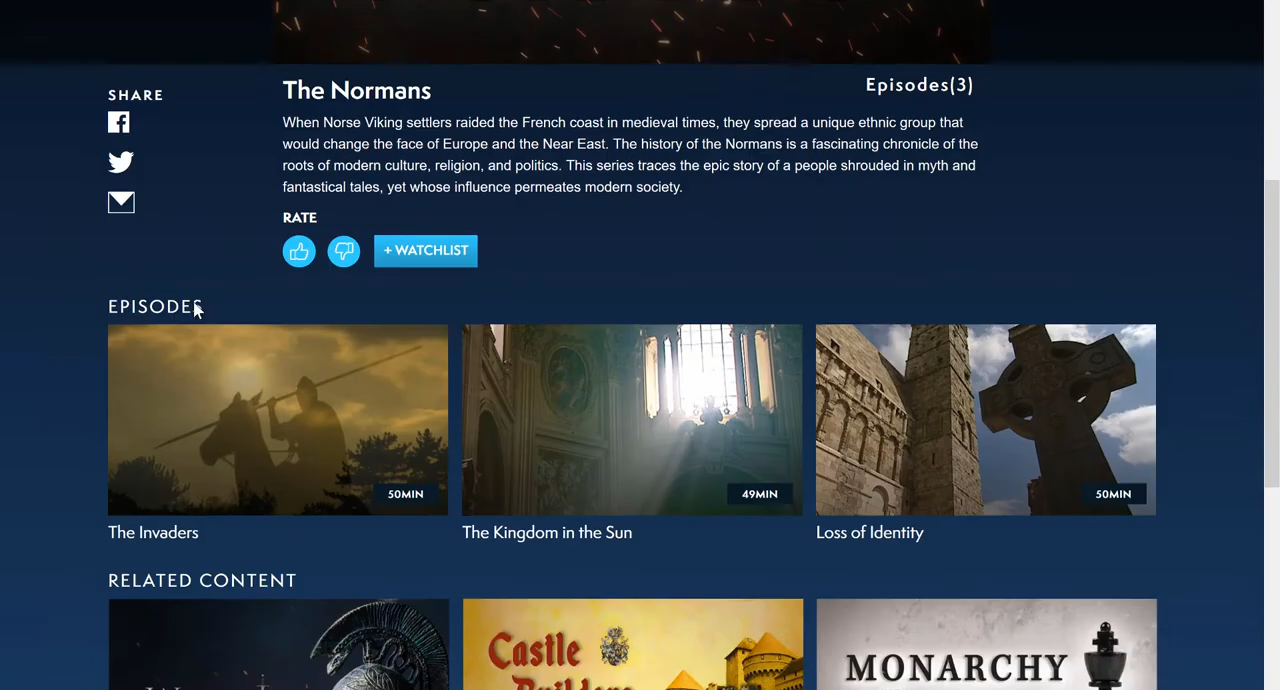 SHARE
The Normans
Episodes(3)
When Norse Viking settlers raided the French coast in medieval times, they spread a unique ethnic group that
would change the face of Europe and the Near East. The history of the Normans is a fascinating chronicle of the
roots of modern culture, religion, and politics. This series traces the epic story of a people shrouded in myth and
fantastical tales, yet whose influence permeates modern society.
RATE
+ WATCHLIST
EPISODES
50MIN
49MIN
50MIN
The Invaders
The Kingdom in the Sun
Loss of Identity
RELATED CONTENT
Castle
Builders
MONARCHY